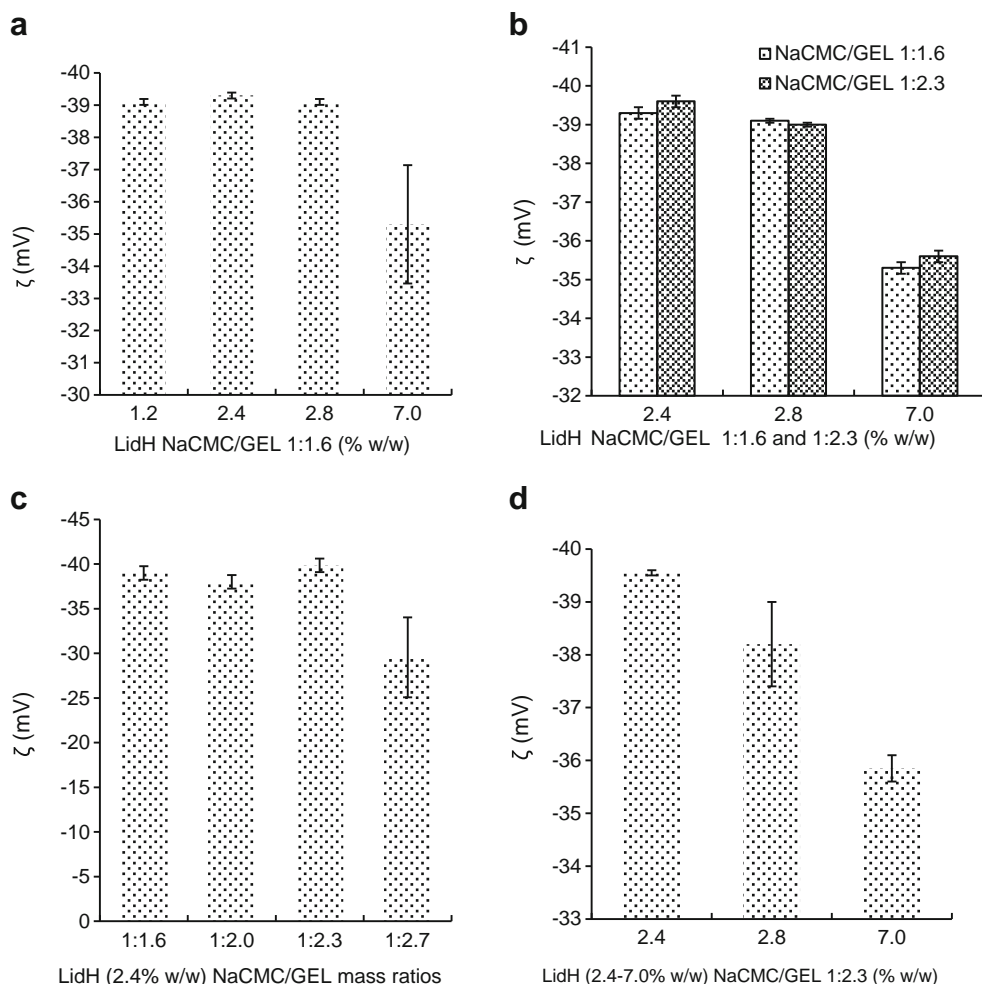 a
-40
-39
-38
-37
-36
-35
-34
-33
-32
-31
-30
ζ (mV)
1.2 2.4 2.8 7.0
LidH NaCMC/GEL 1:1.6 (% w/w)
b
-41
-40
-39
-38
-37
-36
-35
-34
-33
-32
ζ (mV)
NaCMC/GEL 1:1.6
NaCMC/GEL 1:2.3
2.4 2.8 7.0
LidH NaCMC/GEL 1:1.6 and 1:2.3 (% w/w)
c
-45
-40
-35
-30
-25
-20
-15
-10
-5
0
ζ (mV)
1:1.6 1:2.0 1:2.3 1:2.7
LidH (2.4% w/w) NaCMC/GEL mass ratios
d
-40
-39
-38
-37
-36
-35
-34
-33
ζ (mV)
2.4 2.8 7.0
LidH (2.4-7.0% w/w) NaCMC/GEL 1:2.3 (% w/w)